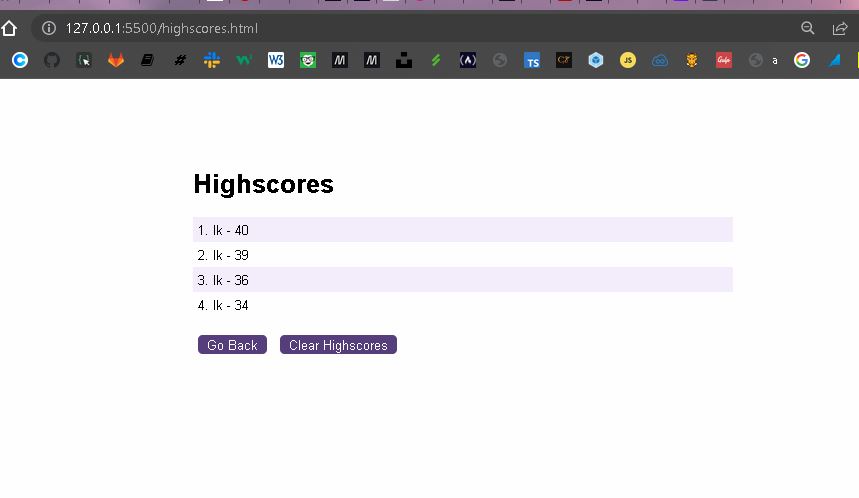 127.0.0.1:5500/highscores.html
W3
TS
JS
Gulp
a
G
Highscores
1. lk - 40
2. lk - 39
3. lk - 36
4. lk - 34
Go Back
Clear Highscores